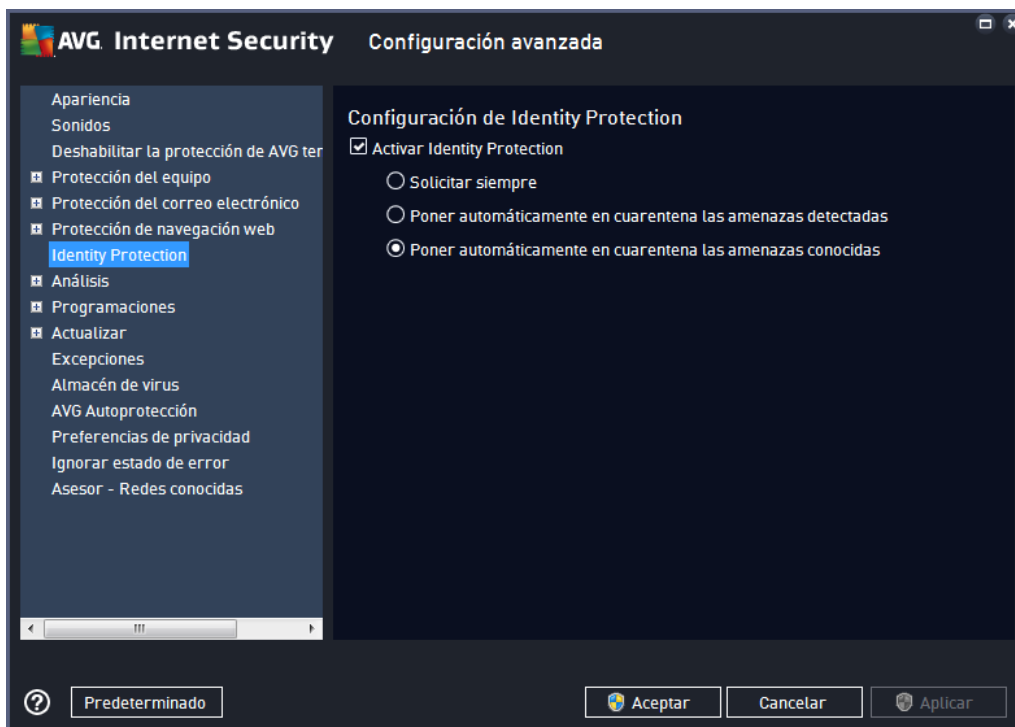 AVG. Internet Security Configuración avanzada
Apariencia
Sonidos
Deshabilitar la protección de AVG ter
Protección del equipo
Protección del correo electrónico
Protección de navegación web
Identity Protection
Análisis
Programaciones
Actualizar
Excepciones
Almacén de virus
AVG Autoprotección
Preferencias de privacidad
Ignorar estado de error
Asesor - Redes conocidas
Configuración de Identity Protection
Activar Identity Protection
Solicitar siempre
Poner automáticamente en cuarentena las amenazas detectadas
Poner automáticamente en cuarentena las amenazas conocidas
Predeterminado
Aceptar
Cancelar
Aplicar